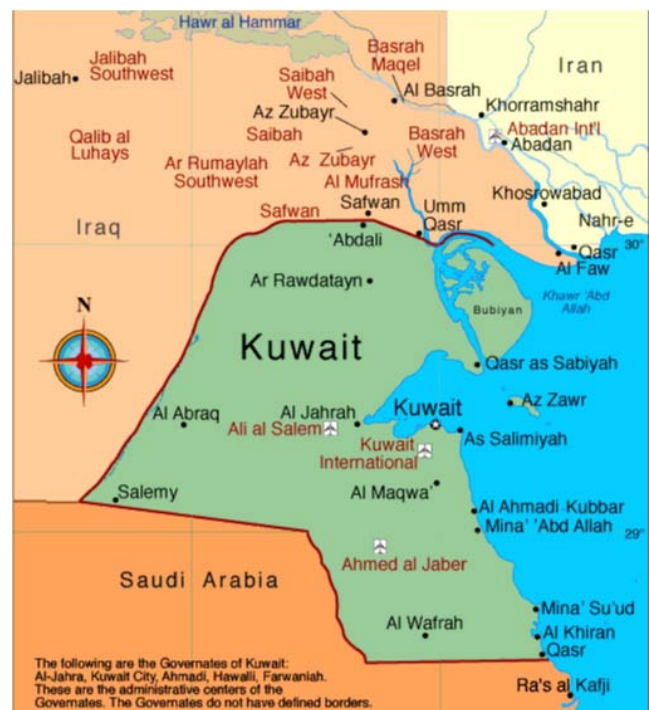 Hawr al Hammar
Jalibah
Southwest
Jalibah
Basrah
Maqel
Iran
Saibah
West
Al Basrah
Khorramshahr
Az Zubayr
Abadan Int'l
Abadan
Qalib al
Luhays
Saibah
Basrah
West
Ar Rumaylah
Southwest
Az Zubayr
Al Mufrash
Safwan
Safwan
Khosrowabad
Umm
Qasr
Nahr-e
Qasr
Iraq
'Abdali
30°
Al Faw
Ar Rawdatayn
Khawr 'Abd
Allah
Bubiyan
N
Kuwait
Qasr as Sabiyah
Az Zawr
Al Abraq
Al Jahrah
Kuwait
Ali al Salem
As Salimiyah
Kuwait
International
Salemy
Al Maqwa'
Al Ahmadi Kubbar
Mina' 'Abd Allah
29°
Ahmed al Jaber
Saudi Arabia
Mina' Su'ud
Al Wafrah
Al Khiran
Qasr
The following are the Governates of Kuwait:
Al-Jahra, Kuwait City, Ahmadi, Hawalli, Farwaniah.
These are the administrative centers of the
Governates. The Governates do not have defined borders.
Ra's al Kafji